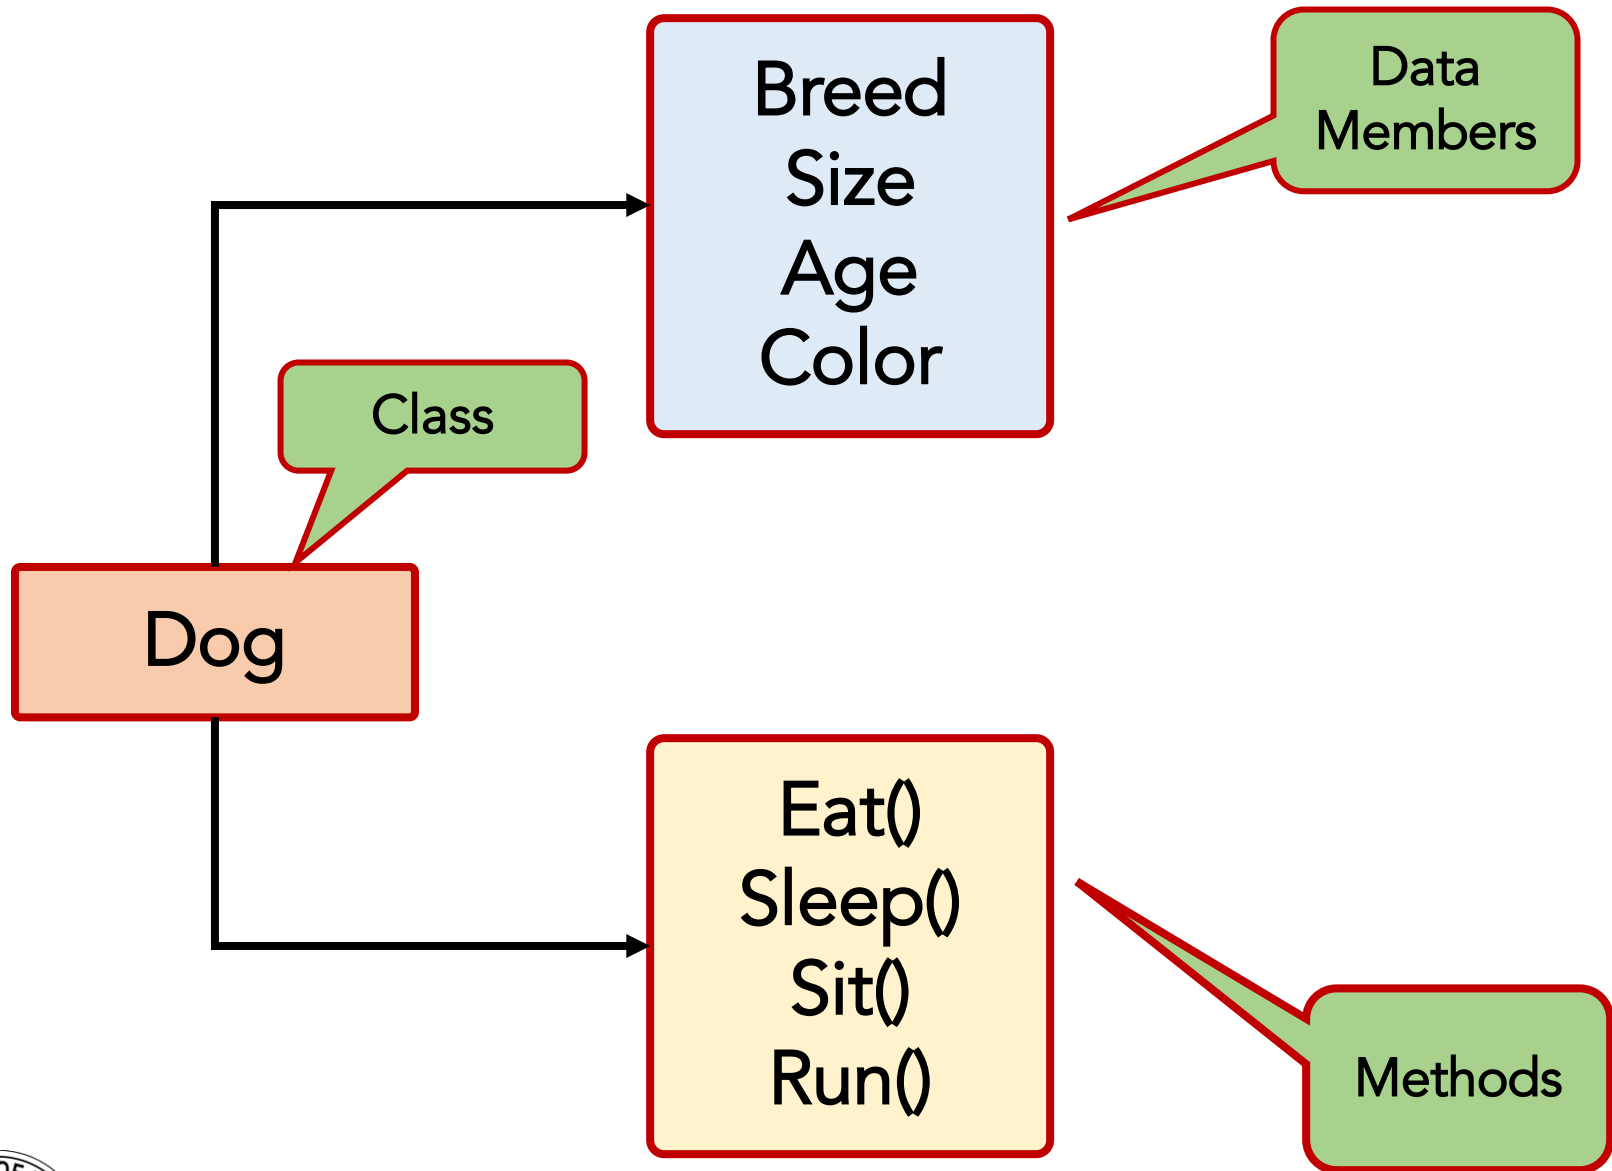 Breed
Size
Age
Color
Data
Members
Class
Dog
Eat()
Sleep()
Sit()
Run()
Methods